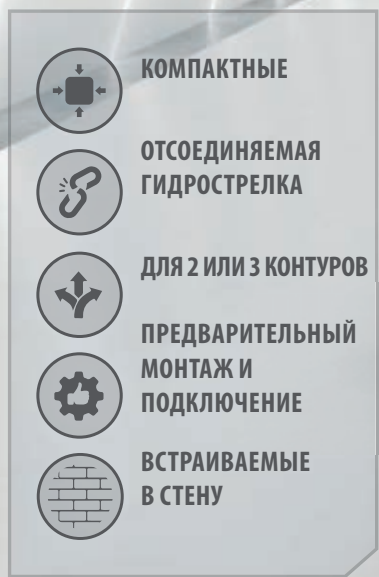 КОМПАКТНЫЕ
ОТСОЕДИНЯЕМАЯ
ГИДРОСТРЕЛКА
ДЛЯ 2 ИЛИ 3 КОНТУРОВ
ПРЕДВАРИТЕЛЬНЫЙ
МОНТАЖ И
ПОДКЛЮЧЕНИЕ
ВСТРАИВАЕМЫЕ
В СТЕНУ